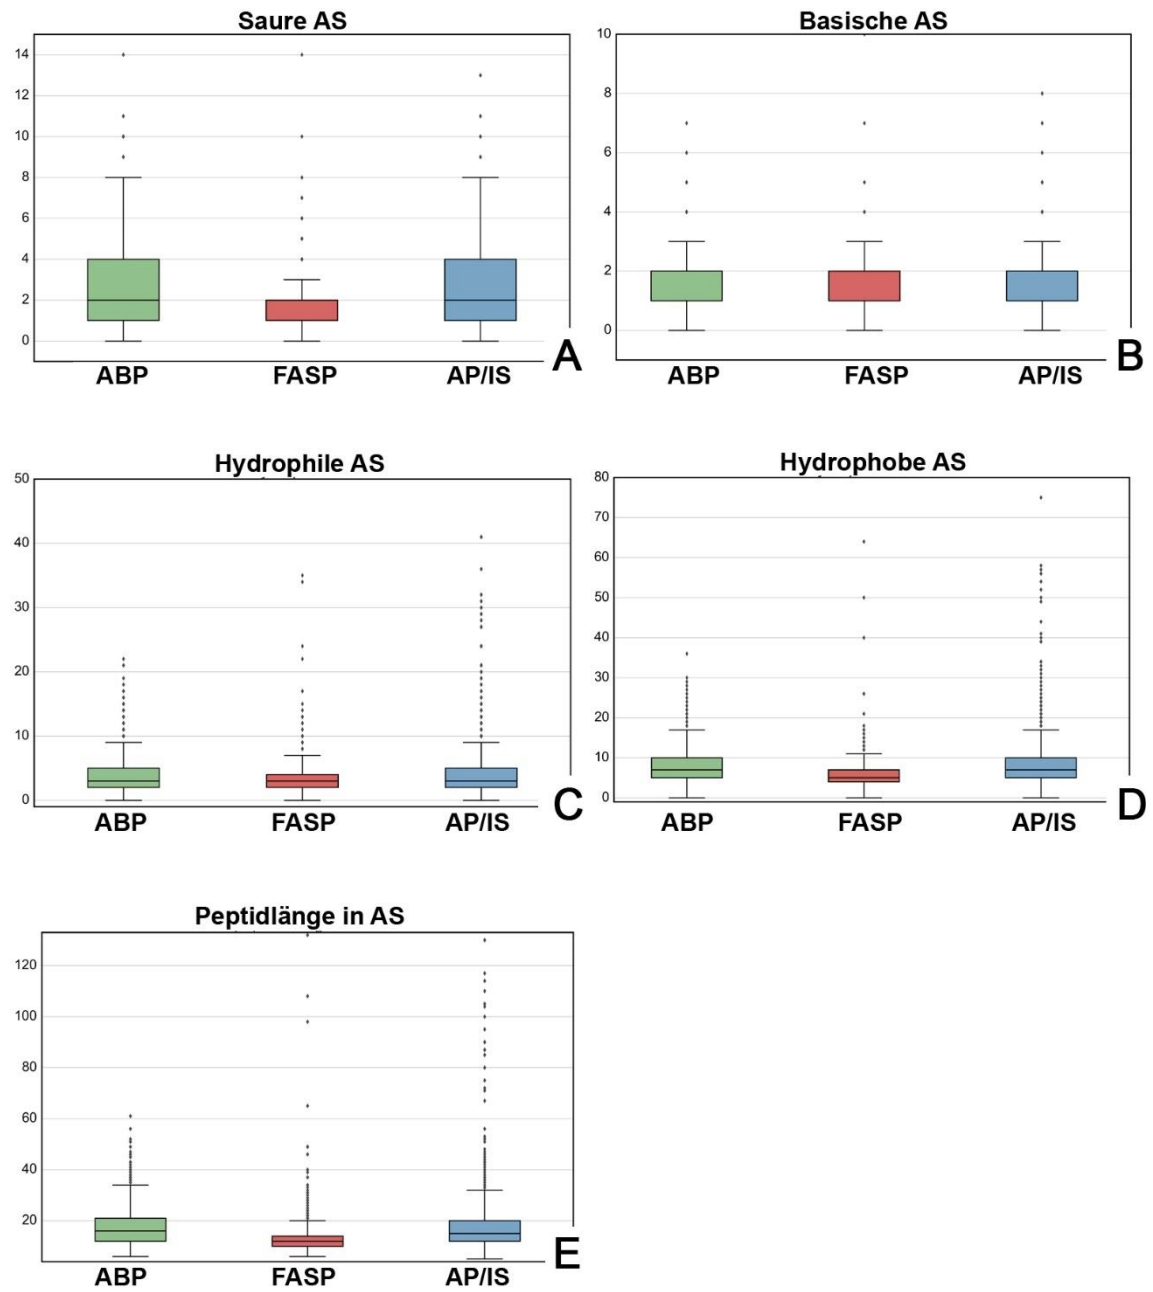 Saure AS
14
12
10
8
6
4
2
0
ABP FASP AP/IS
A
Basische AS
10
8
6
4
2
0
ABP FASP AP/IS
B
Hydrophile AS
50
40
30
20
10
0
ABP FASP AP/IS
C
Hydrophobe AS
80
70
60
50
40
30
20
10
0
ABP FASP AP/IS
D
Peptidlänge in AS
120
100
80
60
40
20
ABP FASP AP/IS
E